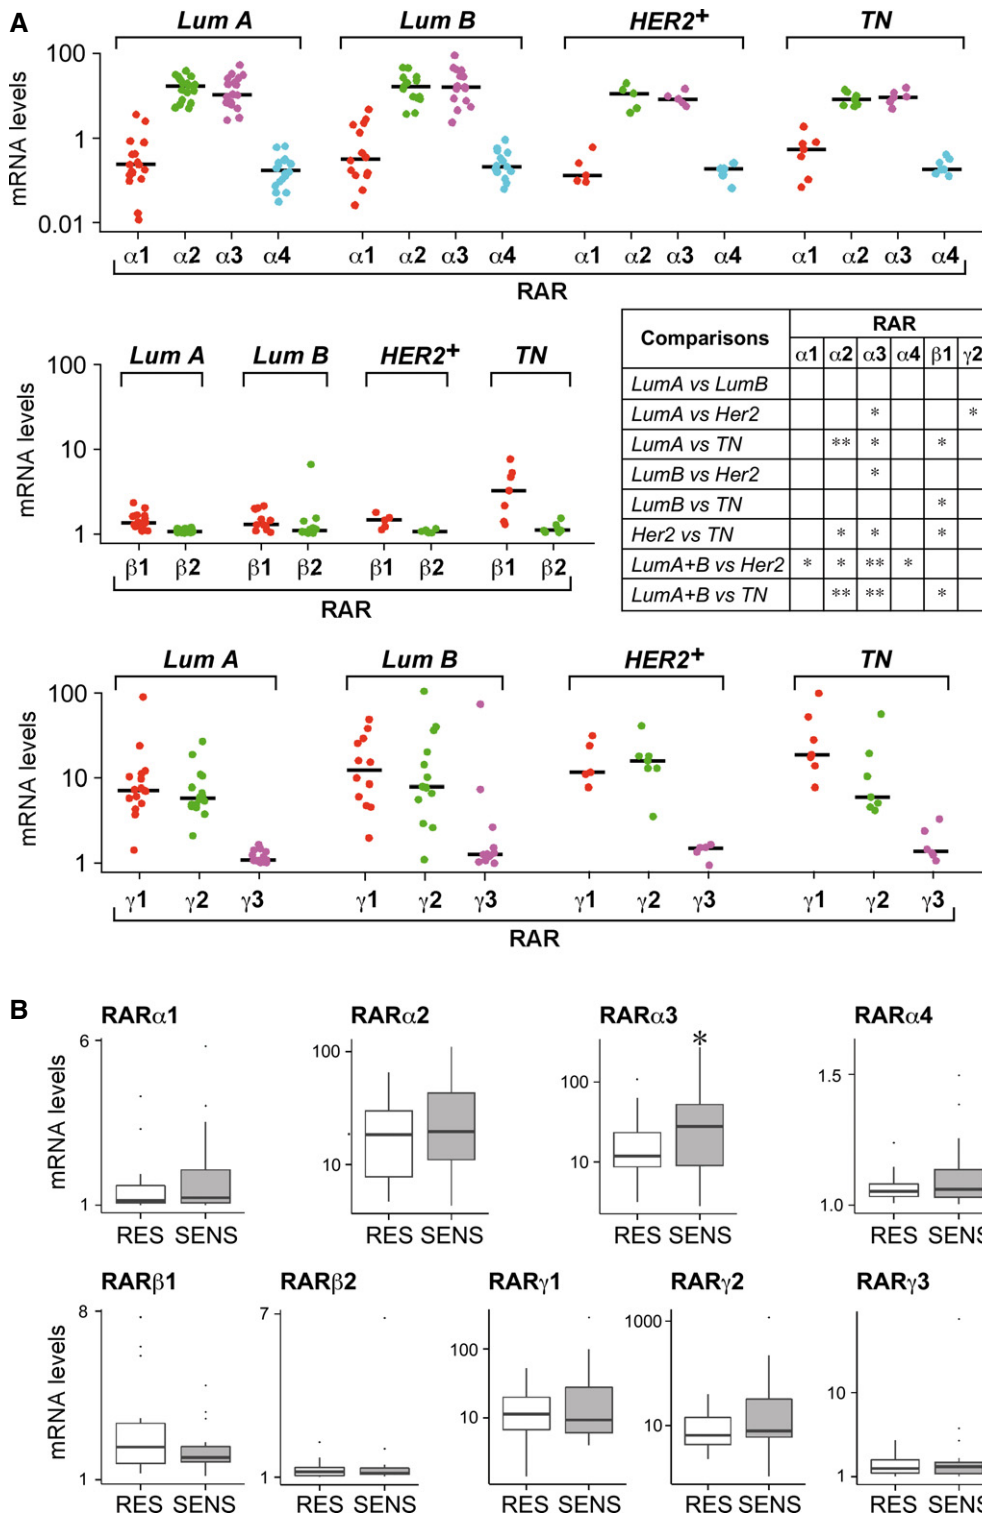 A
Lum A Lum B HER2+ TN
mRNA levels
100
1
0.01
α1 α2 α3 α4 α1 α2 α3 α4 α1 α2 α3 α4 α1 α2 α3 α4
RAR
Lum A Lum B HER2+ TN
mRNA levels
100
10
1
β1 β2 β1 β2 β1 β2 β1 β2
RAR
Comparisons RAR
α1 α2 α3 α4 β1 γ2
LumA vs LumB
LumA vs Her2 * *
LumA vs TN ** * *
LumB vs Her2 *
LumB vs TN *
Her2 vs TN * * *
LumA+B vs Her2 * * ** *
LumA+B vs TN ** ** *
Lum A Lum B HER2+ TN
mRNA levels
100
10
1
γ1 γ2 γ3 γ1 γ2 γ3 γ1 γ2 γ3 γ1 γ2 γ3
RAR
B
RARα1 RARα2 RARα3 RARα4
mRNA levels
6
1
RES SENS
100
10
RES SENS
*
100
10
RES SENS
1.5
1.0
RES SENS
RARβ1 RARβ2 RARγ1 RARγ2 RARγ3
mRNA levels
8
1
RES SENS
7
1
RES SENS
100
10
RES SENS
1000
10
RES SENS
10
1
RES SENS